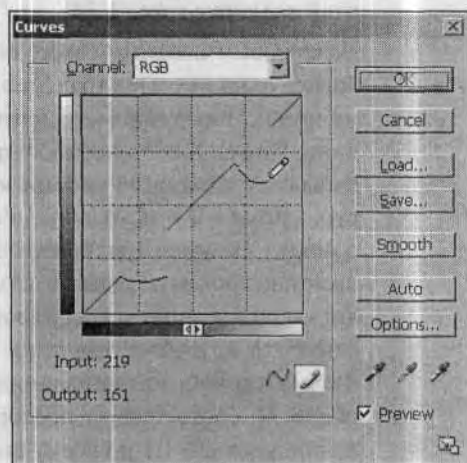 Curves
Channel: RGB
OK
Cancel
Load...
Save...
Smooth
Auto
Options...
Input: 219
Output: 161
Preview